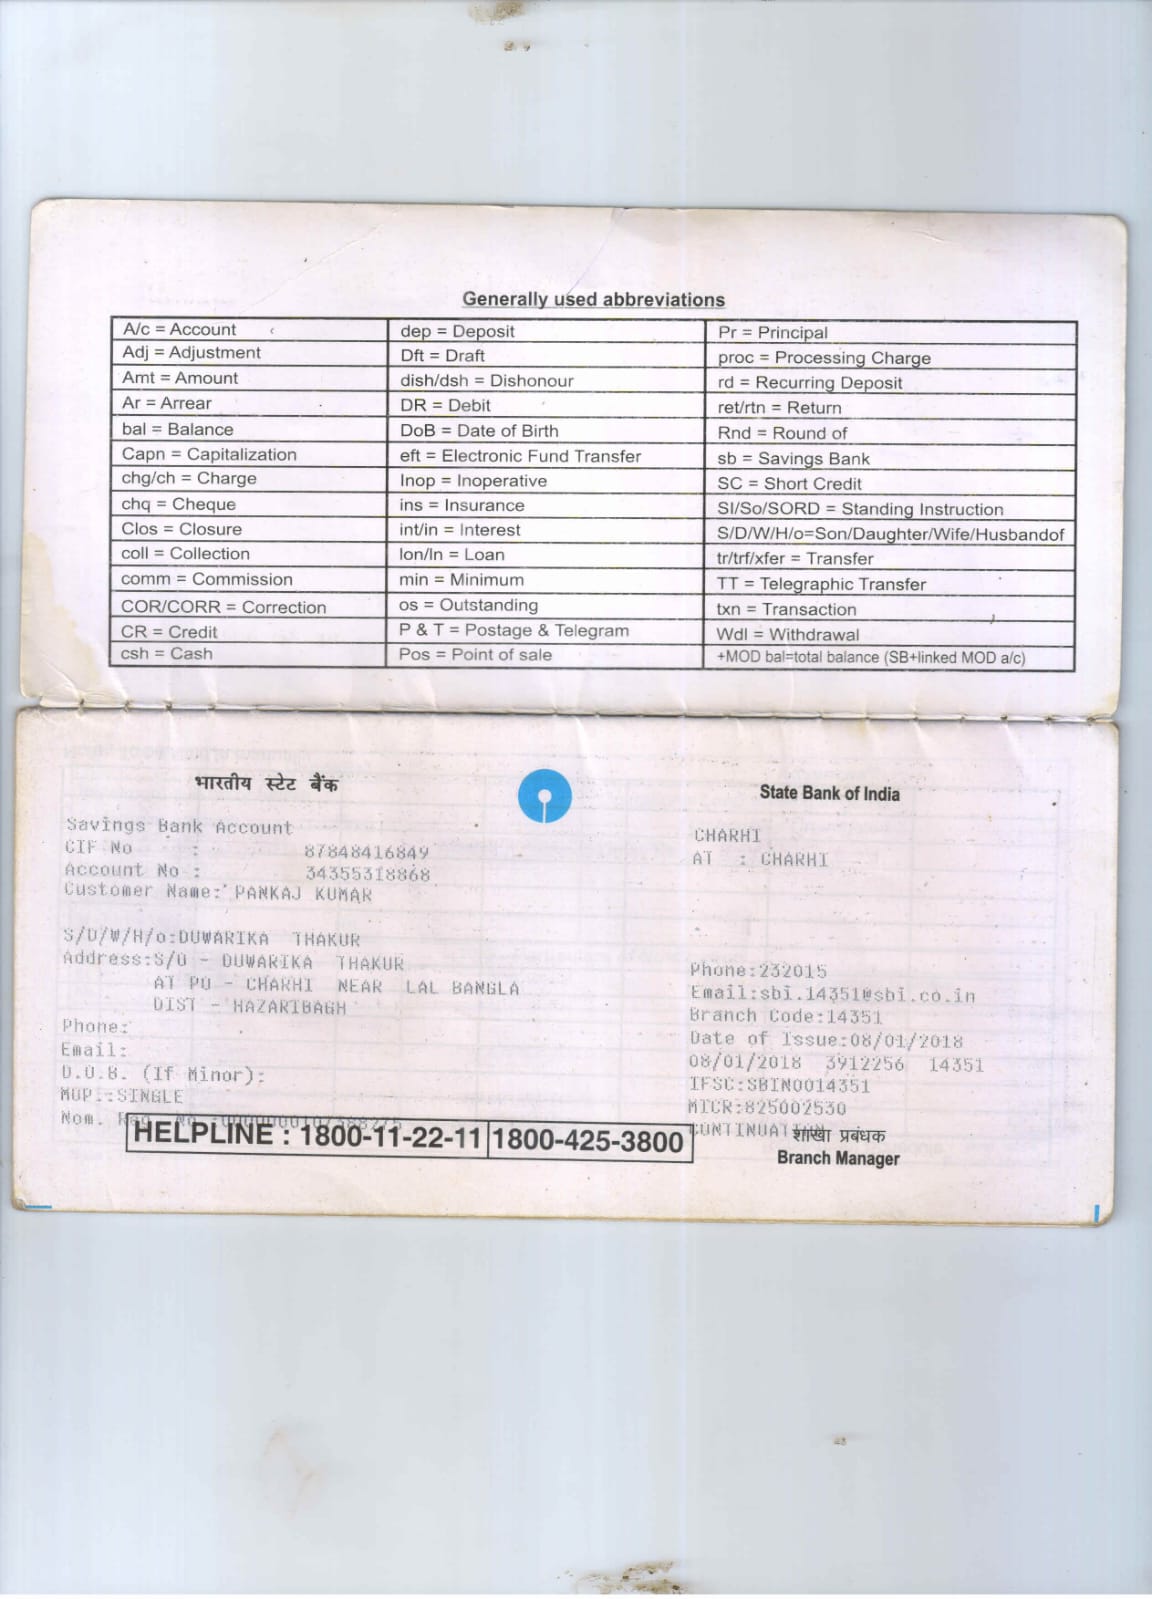 Generally used abbreviations
A/c = Account
dep = Deposit
Pr = Principal
Adj = Adjustment
Dft = Draft
proc = Processing Charge
Amt = Amount
dish/dsh = Dishonour
rd = Recurring Deposit
Ar = Arrear
DR = Debit
ret/rtn = Return
bal = Balance
DoB = Date of Birth
Rnd = Round of
Capn = Capitalization
eft = Electronic Fund Transfer
sb = Savings Bank
chg/ch = Charge
Inop = Inoperative
SC = Short Credit
chq = Cheque
ins = Insurance
SI/So/SORD = Standing Instruction
Clos = Closure
int/in = Interest
S/D/W/H/o=Son/Daughter/Wife/Husbandof
coll = Collection
lon/ln = Loan
tr/trf/xfer = Transfer
comm = Commission
min = Minimum
TT = Telegraphic Transfer
COR/CORR = Correction
os = Outstanding
txn = Transaction
CR = Credit
P & T = Postage & Telegram
Wdl = Withdrawal
csh = Cash
Pos = Point of sale
+MOD bal=total balance (SB+linked MOD a/c)
भारतीय स्टेट बैंक
State Bank of India
Savings Bank Account
CIF No : 87848416849
Account No : 34355318868
Customer Name: PANKAJ KUMAR
S/D/W/H/o:DUWARIKA THAKUR
Address:S/O - DUWARIKA THAKUR
AT PO - CHARHI NEAR LAL BANGLA
DIST - HAZARIBAGH
Phone:
Email:
D.O.B. (If Minor):
MOP.:SINGLE
Nom. Reg. No :
HELPLINE : 1800-11-22-11 1800-425-3800
CHARHI
AT : CHARHI
Phone:232015
Email:sbi.14351@sbi.co.in
Branch Code:14351
Date of Issue:08/01/2018
08/01/2018 3912256 14351
IFSC:SBIN0014351
MICR:825002530
CONTINUATION
शाखा प्रबंधक
Branch Manager